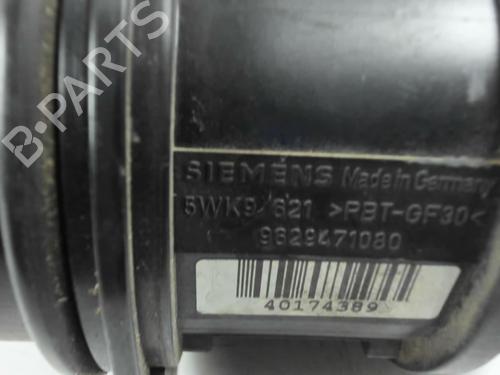 SIEMENS Made in Germany
5WK9 621 >PBT-GF30<
9629471080
40174389
B-PARTS